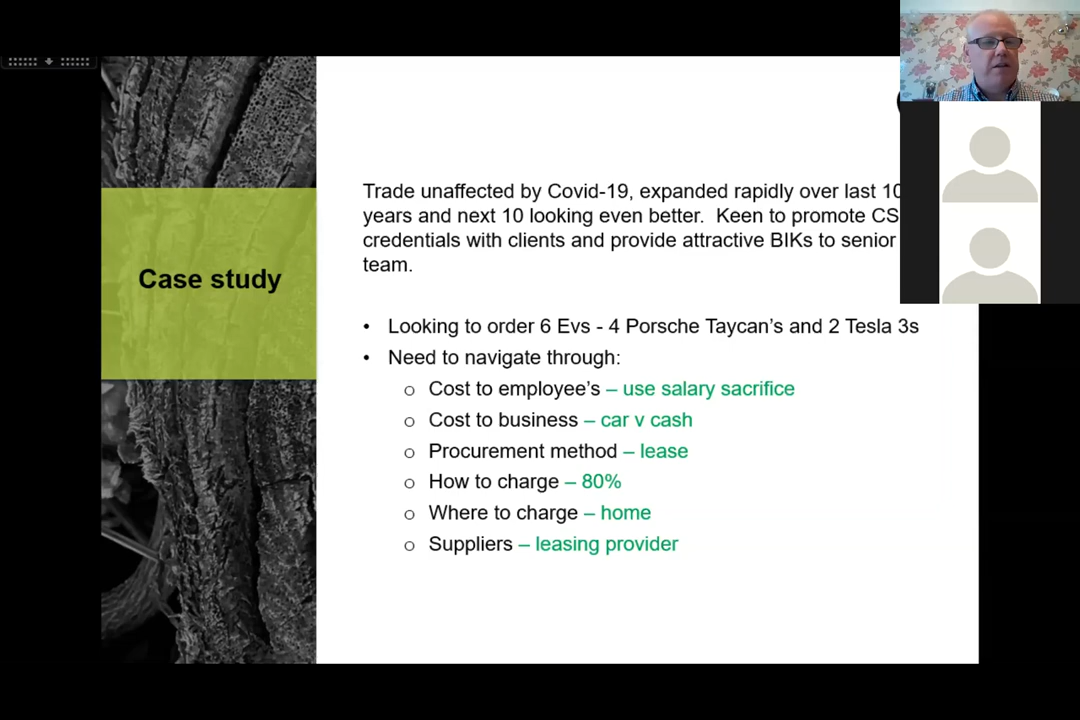 Case study
Trade unaffected by Covid-19, expanded rapidly over last 10
years and next 10 looking even better.  Keen to promote CS
credentials with clients and provide attractive BIKs to senior
team.
• Looking to order 6 Evs - 4 Porsche Taycan’s and 2 Tesla 3s
• Need to navigate through:
o Cost to employee’s – use salary sacrifice
o Cost to business – car v cash
o Procurement method – lease
o How to charge – 80%
o Where to charge – home
o Suppliers – leasing provider